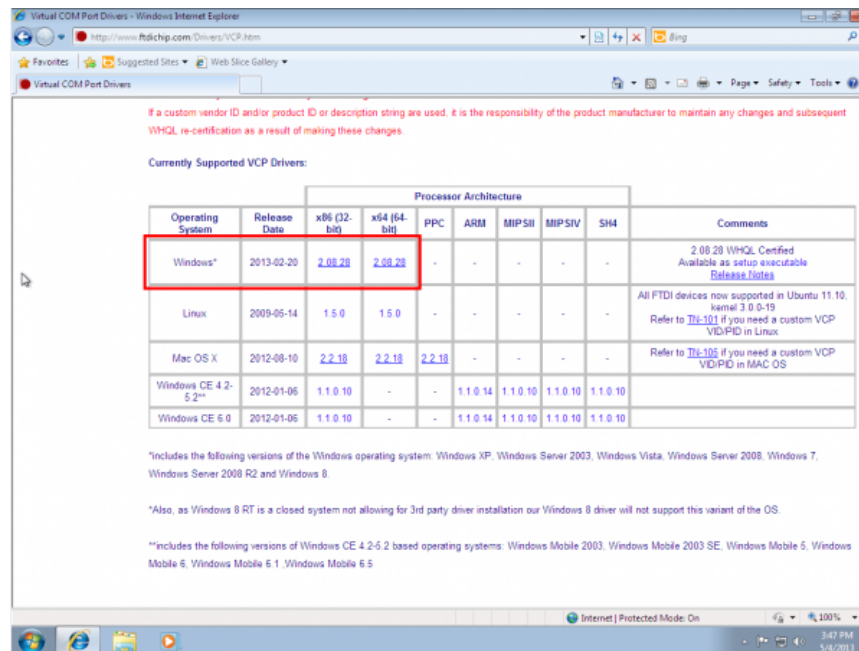 Virtual COM Port Drivers - Windows Internet Explorer
http://www.ftdichip.com/Drivers/VCP.htm
Bing
Favorites Suggested Sites Web Slice Gallery
Virtual COM Port Drivers
Page Safety Tools
If a custom vendor ID and/or product ID or description string are used, it is the responsibility of the product manufacturer to maintain any changes and subsequent
WHQL re-certification as a result of making these changes.
Currently Supported VCP Drivers:
Processor Architecture
Operating System Release Date x86 (32-bit) x64 (64-bit) PPC ARM MIPSII MIPSIV SH4 Comments
Windows* 2013-02-20 2.08.28 2.08.28 - - - - - 2.08.28 WHQL Certified
Available as setup executable
Release Notes
Linux 2009-05-14 1.5.0 1.5.0 - - - - - All FTDI devices now supported in Ubuntu 11.10,
kernel 3.0.0-19
Refer to TN-101 if you need a custom VCP
VID/PID in Linux
Mac OS X 2012-08-10 2.2.18 2.2.18 2.2.18 - - - - Refer to TN-105 if you need a custom VCP
VID/PID in MAC OS
Windows CE 4.2-5.2** 2012-01-06 1.1.0.10 - - 1.1.0.14 1.1.0.10 1.1.0.10 1.1.0.10
Windows CE 6.0 2012-01-06 1.1.0.10 - - 1.1.0.14 1.1.0.10 1.1.0.10 1.1.0.10
*includes the following versions of the Windows operating system: Windows XP, Windows Server 2003, Windows Vista, Windows Server 2008, Windows 7,
Windows Server 2008 R2 and Windows 8.
*Also, as Windows 8 RT is a closed system not allowing for 3rd party driver installation our Windows 8 driver will not support this variant of the OS.
**includes the following versions of Windows CE 4.2-5.2 based operating systems: Windows Mobile 2003, Windows Mobile 2003 SE, Windows Mobile 5, Windows
Mobile 6, Windows Mobile 6.1 ,Windows Mobile 6.5
Internet | Protected Mode: On 100%
3:47 PM
5/4/2013